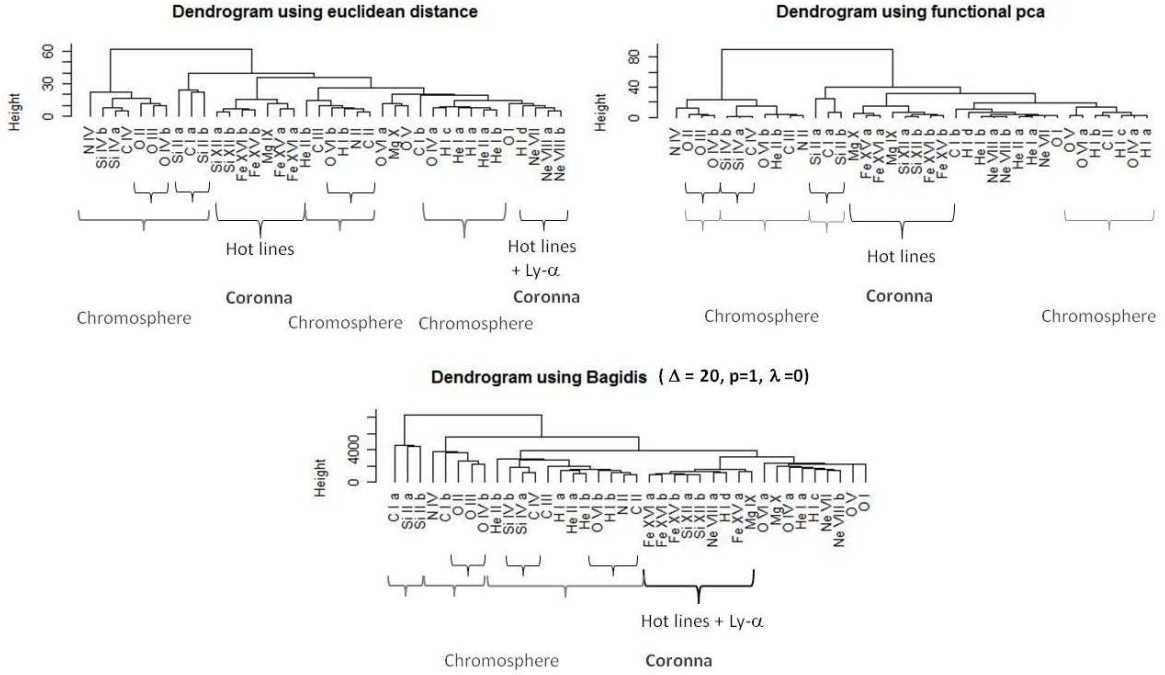 Dendrogram using euclidean distance
Height
0 30 60
N IV
Si IV b
Si IV a
C IV
O II
O III
O IV b
Si II a
C I a
Si II b
Si XII a
Si XII b
Fe XVI b
Fe XV b
Mg IX
Fe XV a
Fe XVI a
He II b
C III
O VI b
H I b
N II
C II
O VI a
Mg X
O V
C I b
O IV a
H I c
He I a
H I a
He II a
He I b
O I
H I d
Ne VII
Ne VIII a
Ne VIII b
Hot lines
Hot lines
+ Ly-α
Coronna
Coronna
Chromosphere
Chromosphere
Chromosphere
Dendrogram using functional pca
Height
0 40 80
N IV
O III
O II
O IV b
Si IV b
Si IV a
C IV
He II b
C III
N II
Si II a
C I a
Si II b
Mg X
Fe XVI a
Fe XV a
Mg IX
Si XII a
Si XII b
Fe XVI b
Fe XV b
C I b
H I d
He I b
Ne VIII a
Ne VIII b
He II a
He I a
Ne VII
O I
O V
O VI a
H I b
C II
H I c
O IV a
H I a
Hot lines
Coronna
Chromosphere
Chromosphere
Dendrogram using Bagidis ( Δ = 20, p=1, λ =0)
Height
0 4000
C I a
Si II a
Si II b
N IV
C I b
O II
O III
O IV b
He II b
Si IV b
Si IV a
C IV
C III
H I a
He II a
He I b
O VI b
H I b
N II
C II
Fe XVI a
Fe XVI b
Fe XV b
Si XII a
Si XII b
Ne VIII a
H I d
Fe XV a
Mg IX
O VI a
Mg X
O IV a
He I a
H I c
Ne VII
Ne VIII b
O V
O I
Hot lines + Ly-α
Chromosphere
Coronna